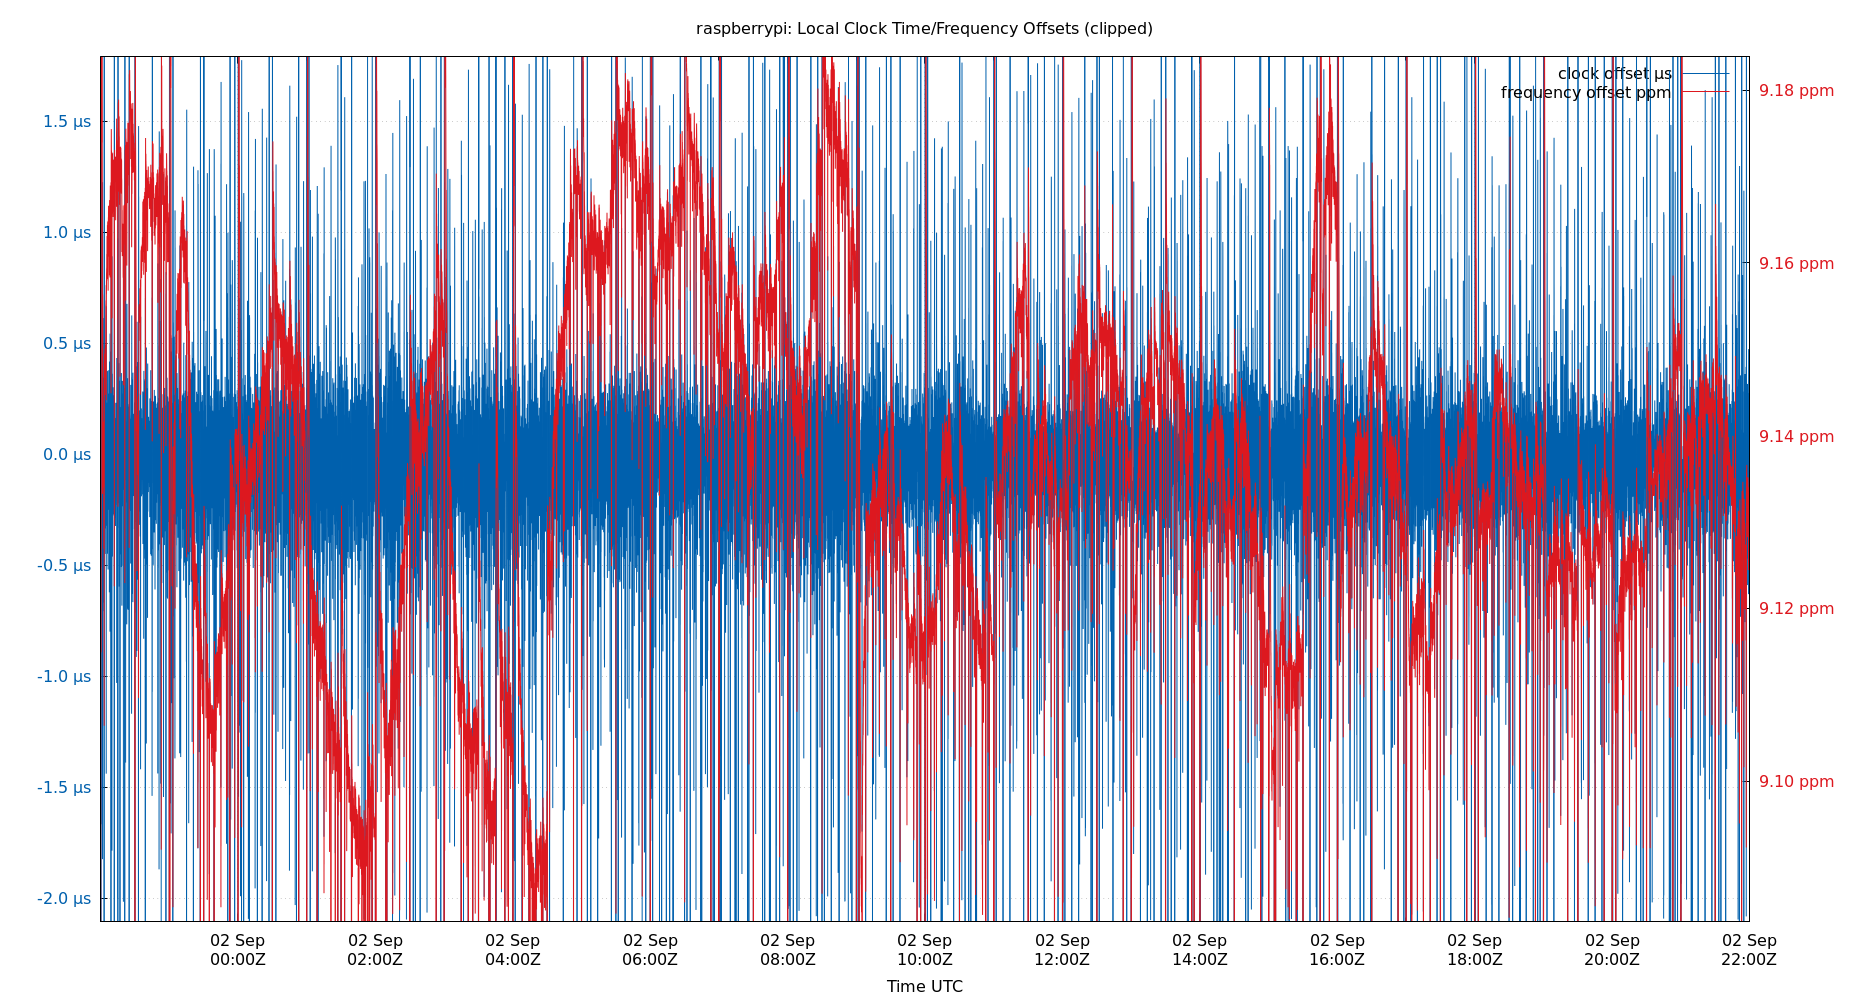 raspberrypi: Local Clock Time/Frequency Offsets (clipped)
clock offset µs
frequency offset ppm
1.5 µs
1.0 µs
0.5 µs
0.0 µs
-0.5 µs
-1.0 µs
-1.5 µs
-2.0 µs
9.18 ppm
9.16 ppm
9.14 ppm
9.12 ppm
9.10 ppm
02 Sep 02 Sep 02 Sep 02 Sep 02 Sep 02 Sep 02 Sep 02 Sep 02 Sep 02 Sep 02 Sep 02 Sep
00:00Z 02:00Z 04:00Z 06:00Z 08:00Z 10:00Z 12:00Z 14:00Z 16:00Z 18:00Z 20:00Z 22:00Z
Time UTC